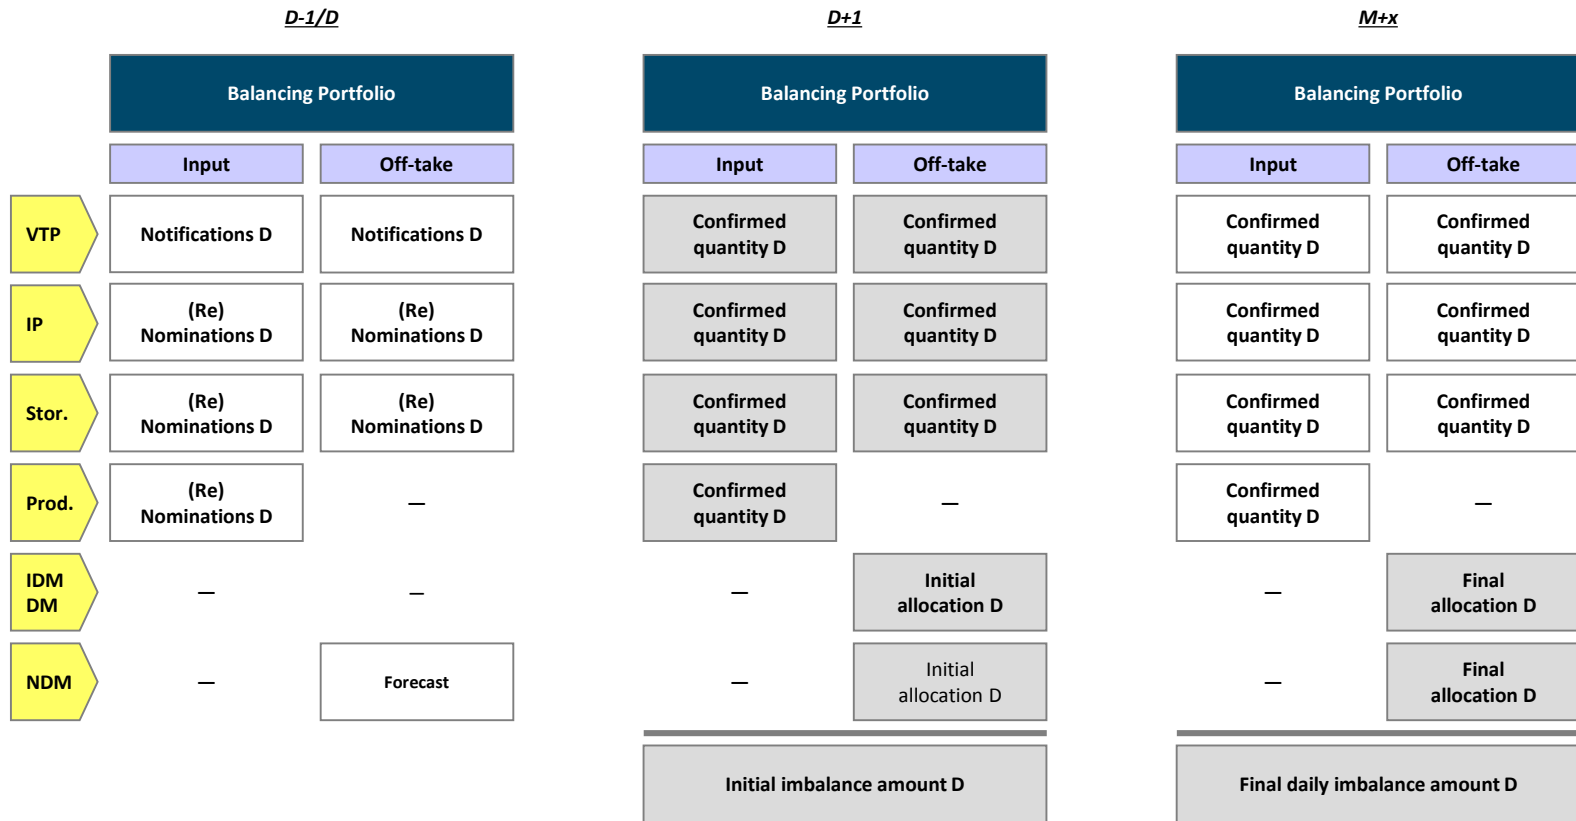 D-1/D
D+1
M+x
Balancing Portfolio
Balancing Portfolio
Balancing Portfolio
Input
Off-take
Input
Off-take
Input
Off-take
VTP
Notifications D
Notifications D
Confirmed
quantity D
Confirmed
quantity D
Confirmed
quantity D
Confirmed
quantity D
IP
(Re)
Nominations D
(Re)
Nominations D
Confirmed
quantity D
Confirmed
quantity D
Confirmed
quantity D
Confirmed
quantity D
Stor.
(Re)
Nominations D
(Re)
Nominations D
Confirmed
quantity D
Confirmed
quantity D
Confirmed
quantity D
Confirmed
quantity D
Prod.
(Re)
Nominations D
—
Confirmed
quantity D
—
Confirmed
quantity D
—
IDM
DM
—
—
—
Initial
allocation D
—
Final
allocation D
NDM
—
Forecast
—
Initial
allocation D
—
Final
allocation D
Initial imbalance amount D
Final daily imbalance amount D